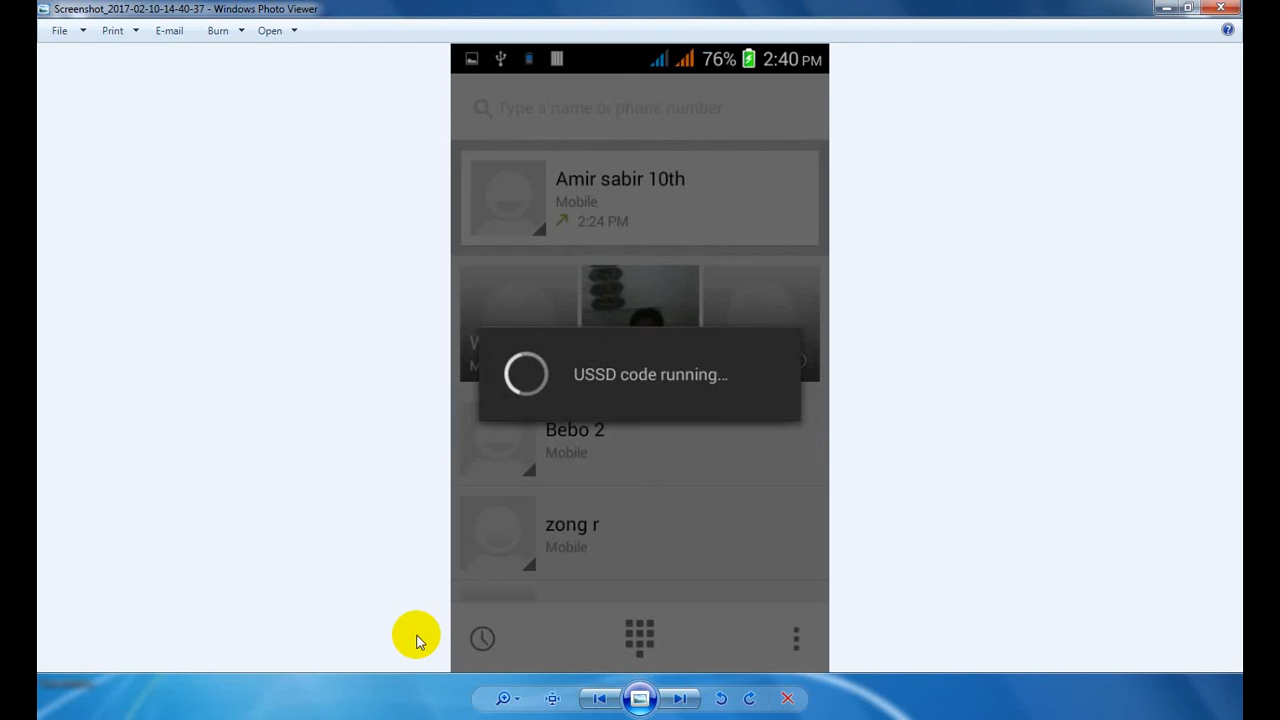 Screenshot_2017-02-10-14-40-37 - Windows Photo Viewer
File Print E-mail Burn Open
76% 2:40 PM
Type a name or phone number
Amir sabir 10th
Mobile
2:24 PM
USSD code running...
Bebo 2
Mobile
zong r
Mobile